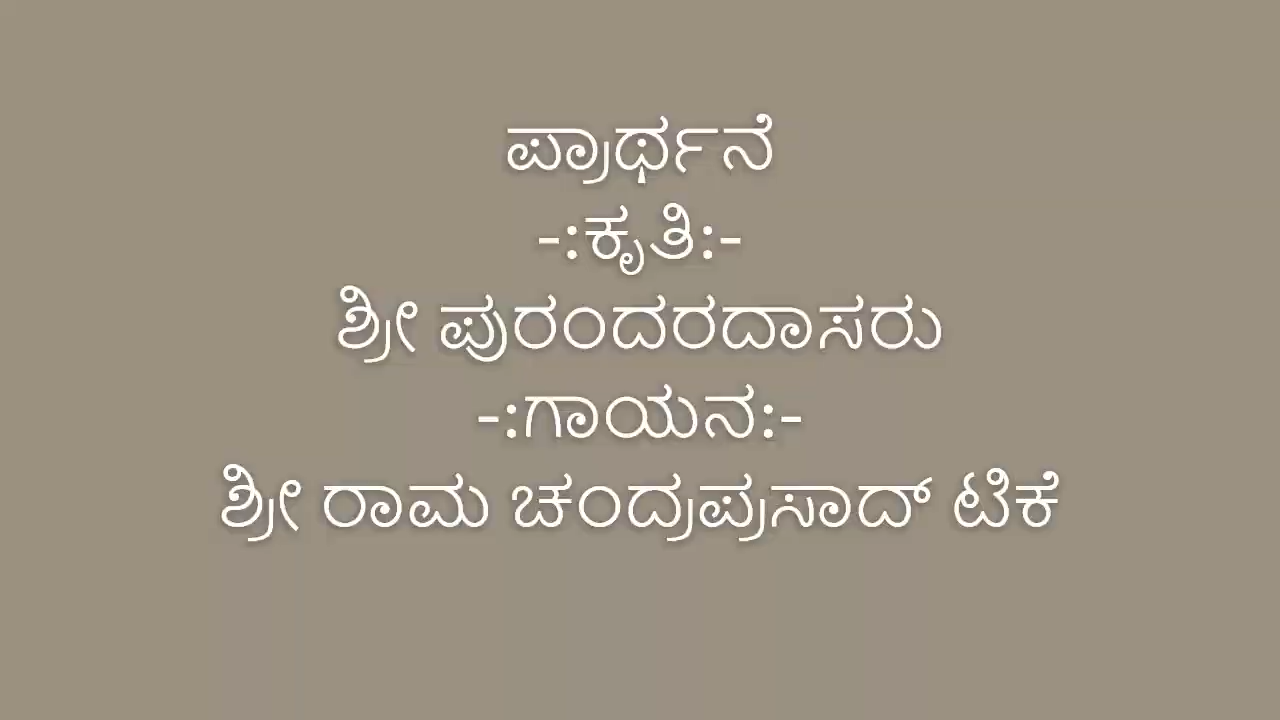 ಪ್ರಾರ್ಥನೆ
-:ಕೃತಿ:-
ಶ್ರೀ ಪುರಂದರದಾಸರು
-:ಗಾಯನ:-
ಶ್ರೀ ರಾಮ ಚಂದ್ರಪ್ರಸಾದ್ ಟಿಕೆ